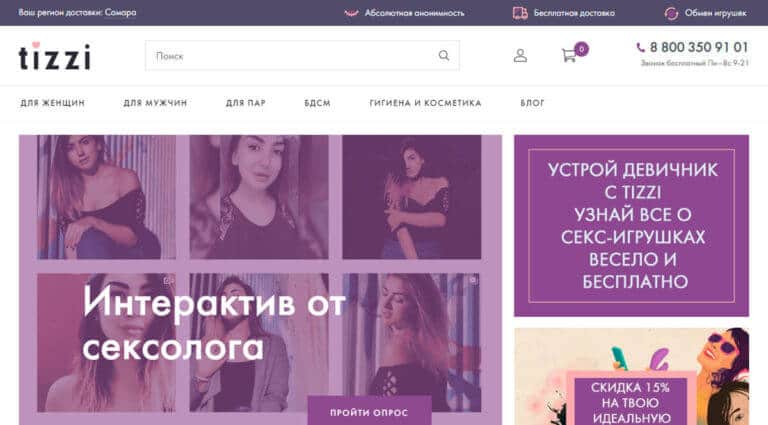 Ваш регион доставки: Самара
Абсолютная анонимность
Бесплатная доставка
Обмен игрушек
tizzi
Поиск
0
8 800 350 91 01
Звонок бесплатный Пн—Вс 9-21
ДЛЯ ЖЕНЩИН
ДЛЯ МУЖЧИН
ДЛЯ ПАР
БДСМ
ГИГИЕНА И КОСМЕТИКА
БЛОГ
Интерактив от
сексолога
ПРОЙТИ ОПРОС
УСТРОЙ ДЕВИЧНИК
С TIZZI
УЗНАЙ ВСЕ О
СЕКС-ИГРУШКАХ
ВЕСЕЛО И
БЕСПЛАТНО
СКИДКА 15%
НА ТВОЮ
ИДЕАЛЬНУЮ